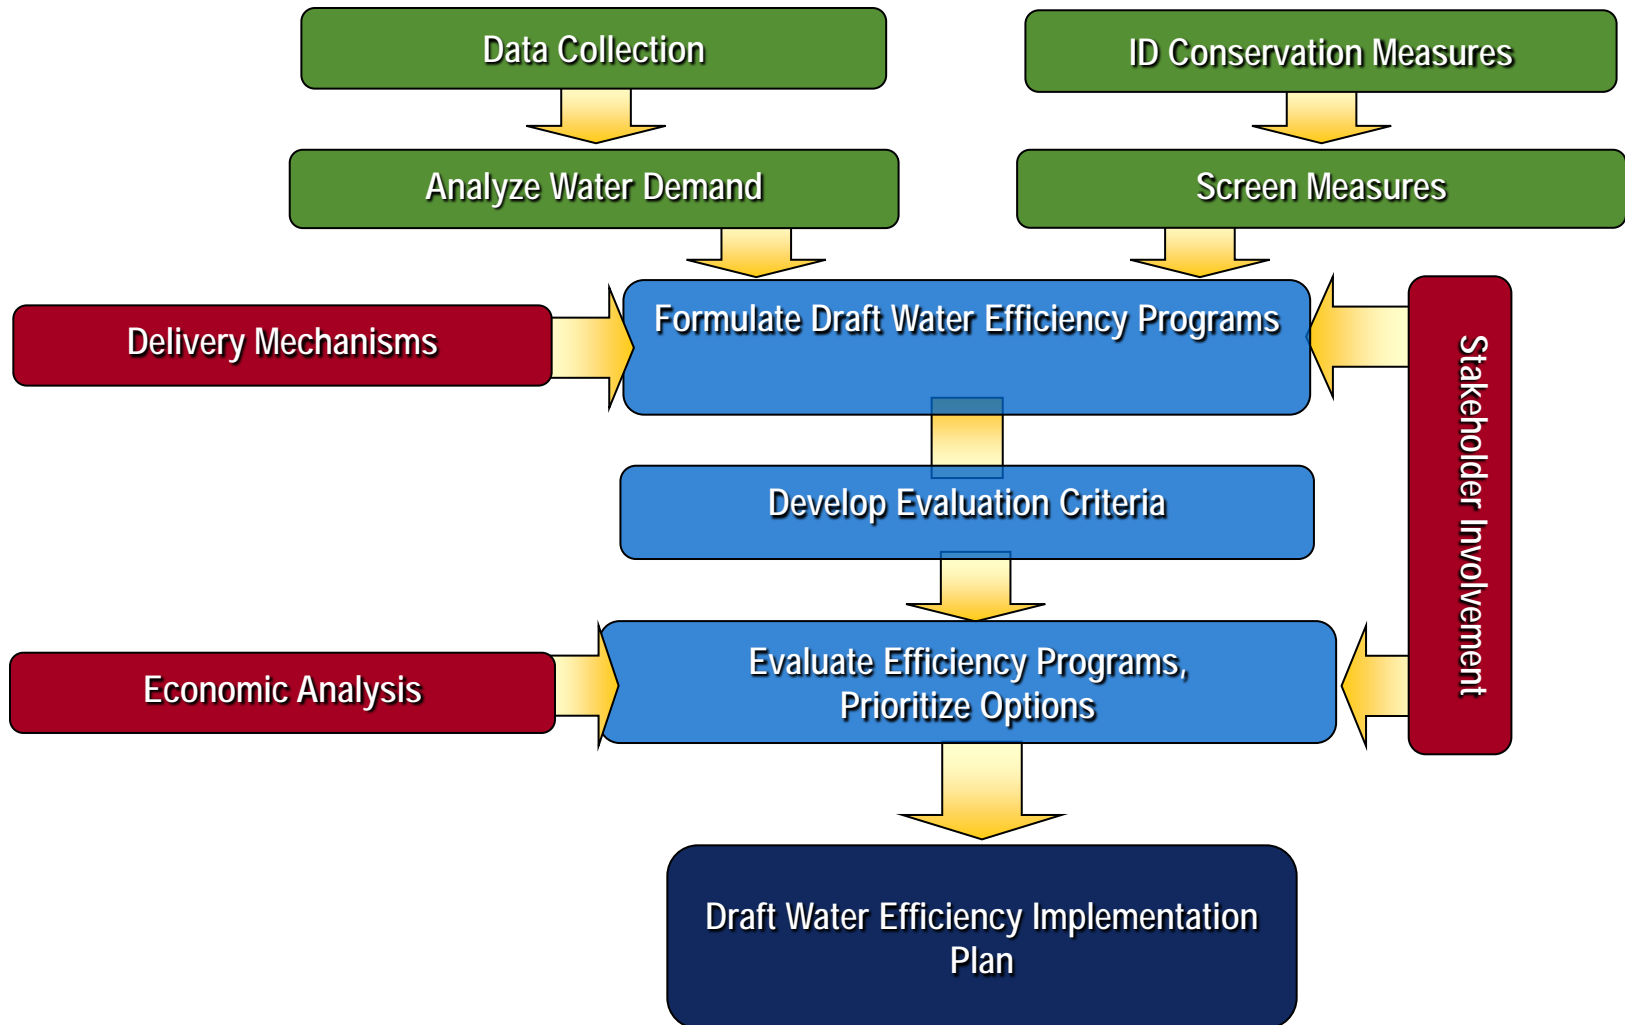 Data Collection
ID Conservation Measures
Analyze Water Demand
Screen Measures
Delivery Mechanisms
Formulate Draft Water Efficiency Programs
Stakeholder Involvement
Develop Evaluation Criteria
Economic Analysis
Evaluate Efficiency Programs,
Prioritize Options
Draft Water Efficiency Implementation
Plan